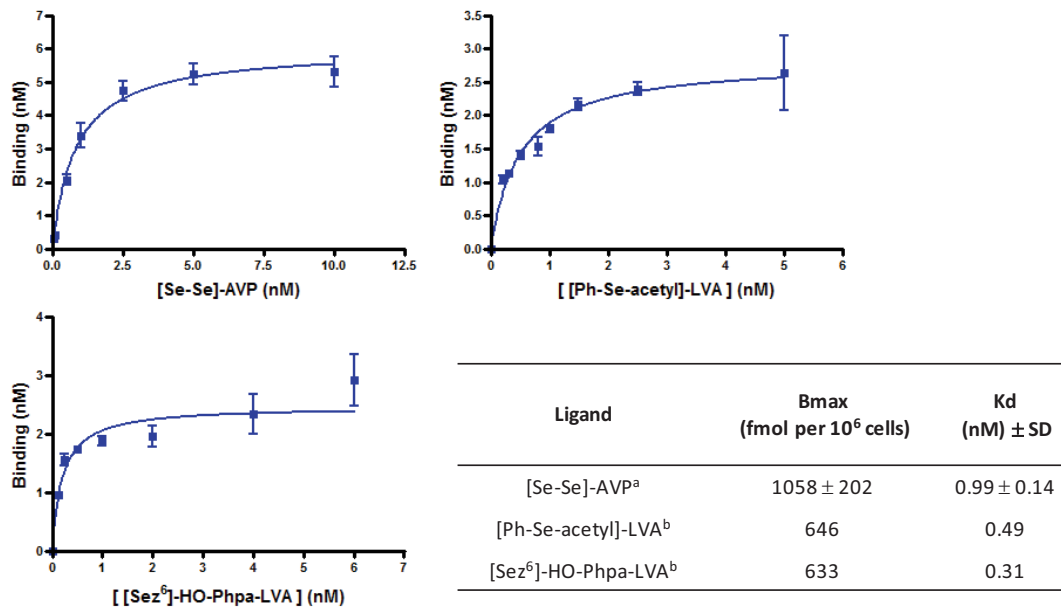 7
6
5
4
3
2
1
0
Binding (nM)
0.0 2.5 5.0 7.5 10.0 12.5
[Se-Se]-AVP (nM)
3.5
3.0
2.5
2.0
1.5
1.0
0.5
0.0
Binding (nM)
0 1 2 3 4 5 6
[ [Ph-Se-acetyl]-LVA ] (nM)
4
3
2
1
0
Binding (nM)
0 1 2 3 4 5 6 7
[ [Sez⁶]-HO-Phpa-LVA ] (nM)
Ligand Bmax (fmol per 10⁶ cells) Kd (nM) ± SD
[Se-Se]-AVPᵃ 1058 ± 202 0.99 ± 0.14
[Ph-Se-acetyl]-LVAᵇ 646 0.49
[Sez⁶]-HO-Phpa-LVAᵇ 633 0.31